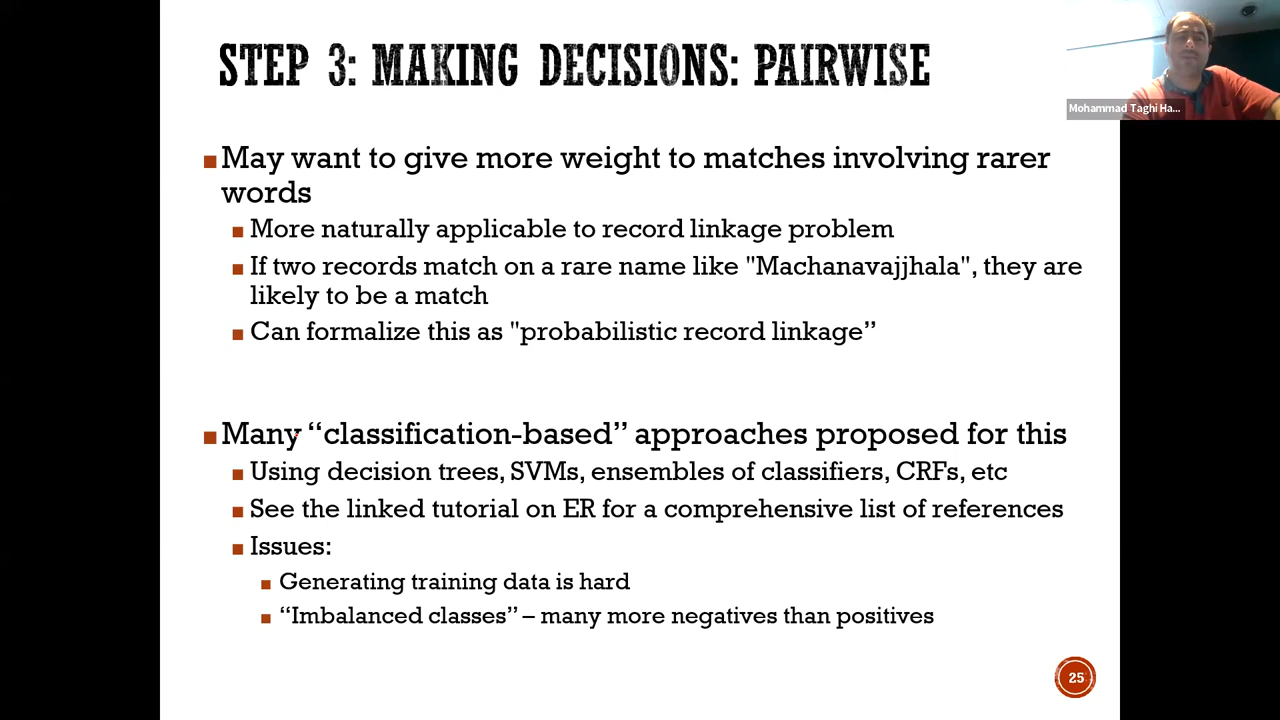 STEP 3: MAKING DECISIONS: PAIRWISE
Mohammad Taghi Ha...
May want to give more weight to matches involving rarer
words
More naturally applicable to record linkage problem
If two records match on a rare name like "Machanavajjhala", they are
likely to be a match
Can formalize this as "probabilistic record linkage”
Many “classification-based” approaches proposed for this
Using decision trees, SVMs, ensembles of classifiers, CRFs, etc
See the linked tutorial on ER for a comprehensive list of references
Issues:
Generating training data is hard
“Imbalanced classes” – many more negatives than positives
25